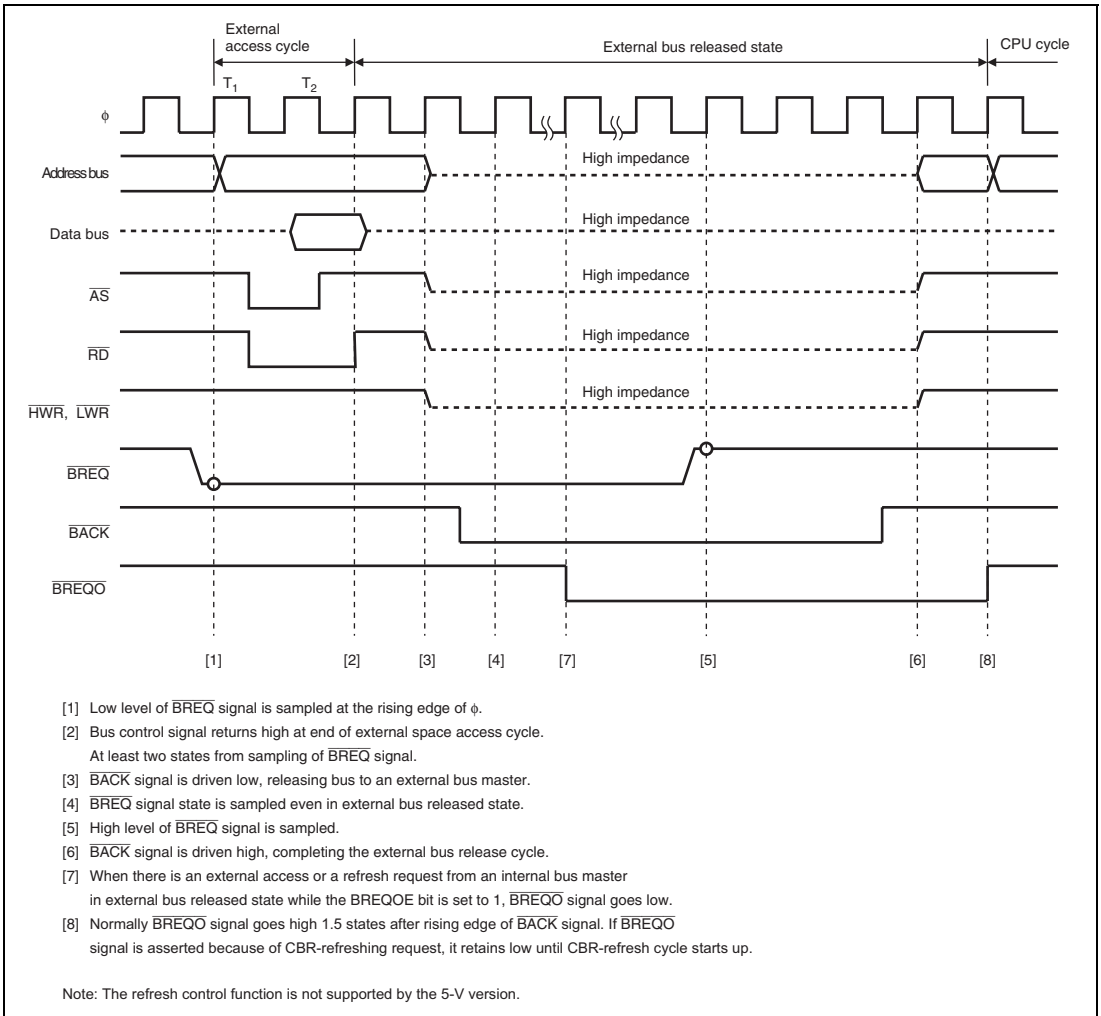 External
access cycle
External bus released state
CPU cycle
T1
T2
ϕ
Address bus
High impedance
Data bus
High impedance
AS
High impedance
RD
High impedance
HWR, LWR
High impedance
BREQ
BACK
BREQO
[1] [2] [3] [4] [7] [5] [6] [8]
[1] Low level of BREQ signal is sampled at the rising edge of ϕ.
[2] Bus control signal returns high at end of external space access cycle.
At least two states from sampling of BREQ signal.
[3] BACK signal is driven low, releasing bus to an external bus master.
[4] BREQ signal state is sampled even in external bus released state.
[5] High level of BREQ signal is sampled.
[6] BACK signal is driven high, completing the external bus release cycle.
[7] When there is an external access or a refresh request from an internal bus master
in external bus released state while the BREQOE bit is set to 1, BREQO signal goes low.
[8] Normally BREQO signal goes high 1.5 states after rising edge of BACK signal. If BREQO
signal is asserted because of CBR-refreshing request, it retains low until CBR-refresh cycle starts up.
Note: The refresh control function is not supported by the 5-V version.